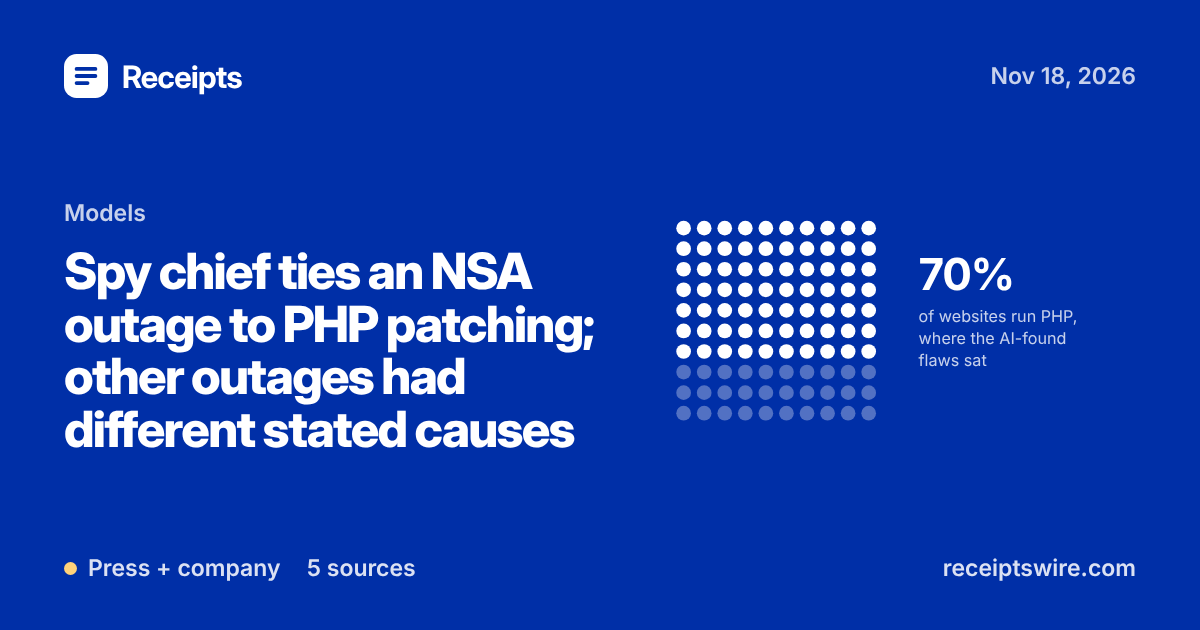 Receipts
Nov 18, 2026
Models
Spy chief ties an NSA
outage to PHP patching;
other outages had
different stated causes
70%
of websites run PHP,
where the AI-found
flaws sat
Press + company 5 sources
receiptswire.com